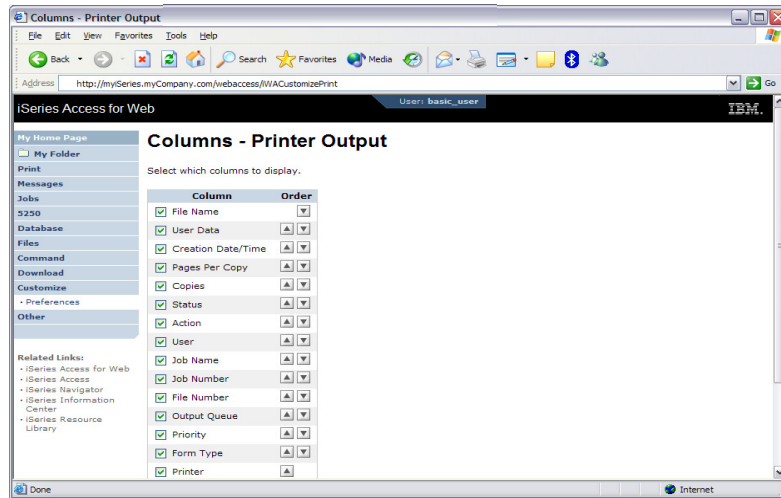 Columns - Printer Output
File Edit View Favorites Tools Help
Back Search Favorites Media
Address http://myiSeries.myCompany.com/webaccess/iWACustomizePrint Go
iSeries Access for Web User: basic_user IBM.
My Home Page
My Folder
Print
Messages
Jobs
5250
Database
Files
Command
Download
Customize
• Preferences
Other
Related Links:
• iSeries Access for Web
• iSeries Access
• iSeries Navigator
• iSeries Information
Center
• iSeries Resource
Library
Columns - Printer Output
Select which columns to display.
Column Order
File Name
User Data
Creation Date/Time
Pages Per Copy
Copies
Status
Action
User
Job Name
Job Number
File Number
Output Queue
Priority
Form Type
Printer
Done Internet